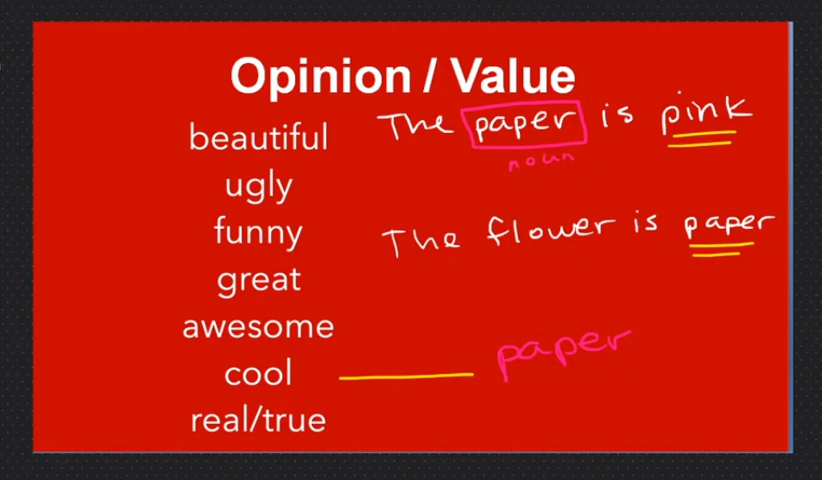 Opinion / Value
beautiful
ugly
funny
great
awesome
cool
real/true
The paper is pink
noun
The flower is paper
paper